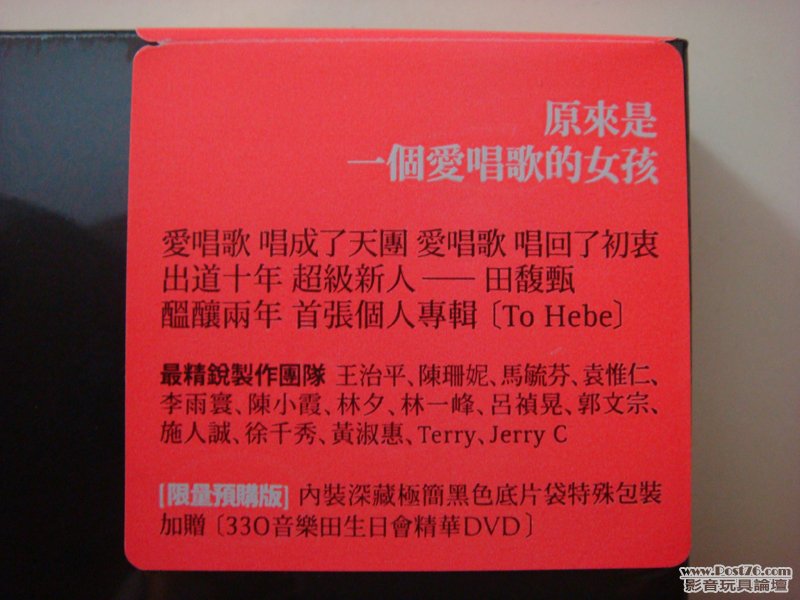 原來是
一個愛唱歌的女孩
愛唱歌 唱成了天團 愛唱歌 唱回了初衷
出道十年 超級新人——田馥甄
醞釀兩年 首張個人專輯〔To Hebe〕
最精銳製作團隊 王治平、陳珊妮、馬毓芬、袁惟仁、
李雨寰、陳小霞、林夕、林一峰、呂禎晃、郭文宗、
施人誠、徐千秀、黃淑惠、Terry、Jerry C
[限量預購版] 內裝深藏極簡黑色底片袋特殊包裝
加贈〔330音樂田生日會精華DVD〕
www.Post76.com
影音玩具論壇